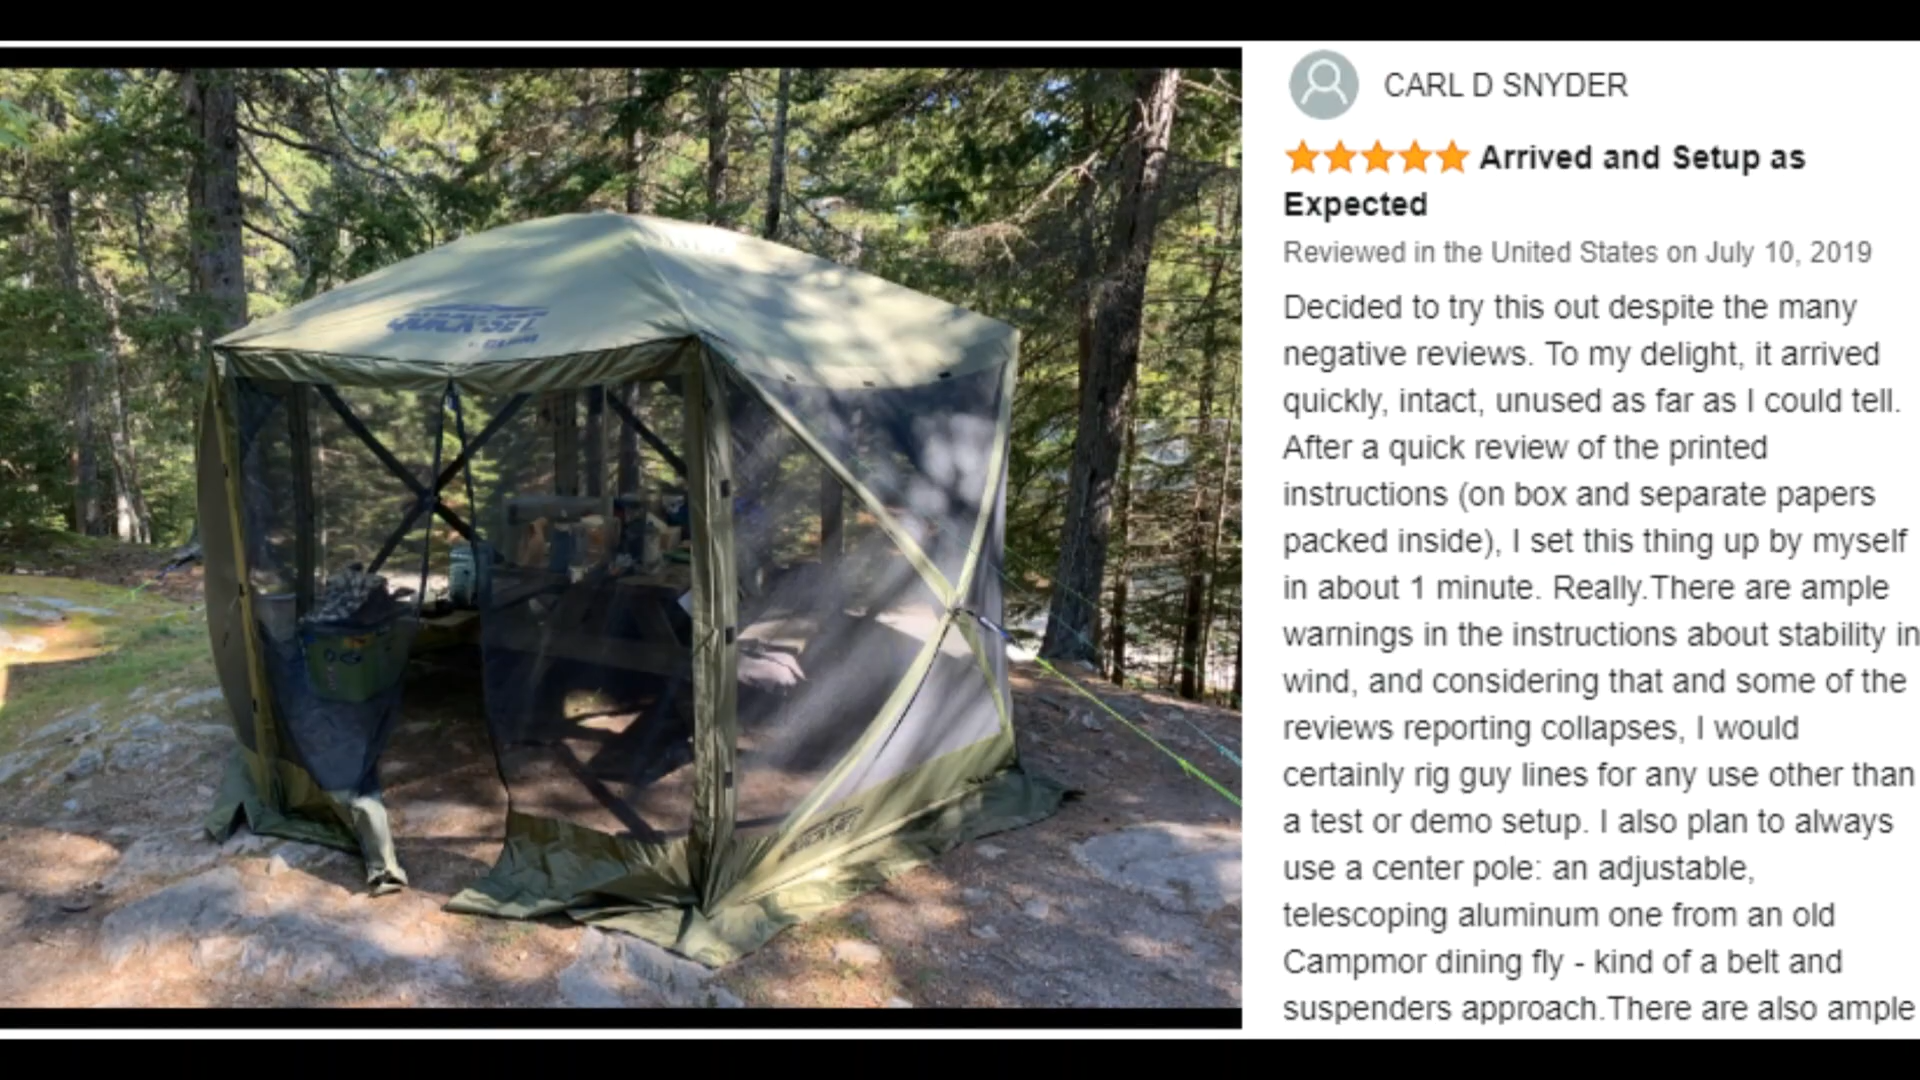 CARL D SNYDER
Arrived and Setup as
Expected
Reviewed in the United States on July 10, 2019
Decided to try this out despite the many
negative reviews. To my delight, it arrived
quickly, intact, unused as far as I could tell.
After a quick review of the printed
instructions (on box and separate papers
packed inside), I set this thing up by myself
in about 1 minute. Really.There are ample
warnings in the instructions about stability in
wind, and considering that and some of the
reviews reporting collapses, I would
certainly rig guy lines for any use other than
a test or demo setup. I also plan to always
use a center pole: an adjustable,
telescoping aluminum one from an old
Campmor dining fly - kind of a belt and
suspenders approach.There are also ample
QUICK-SET